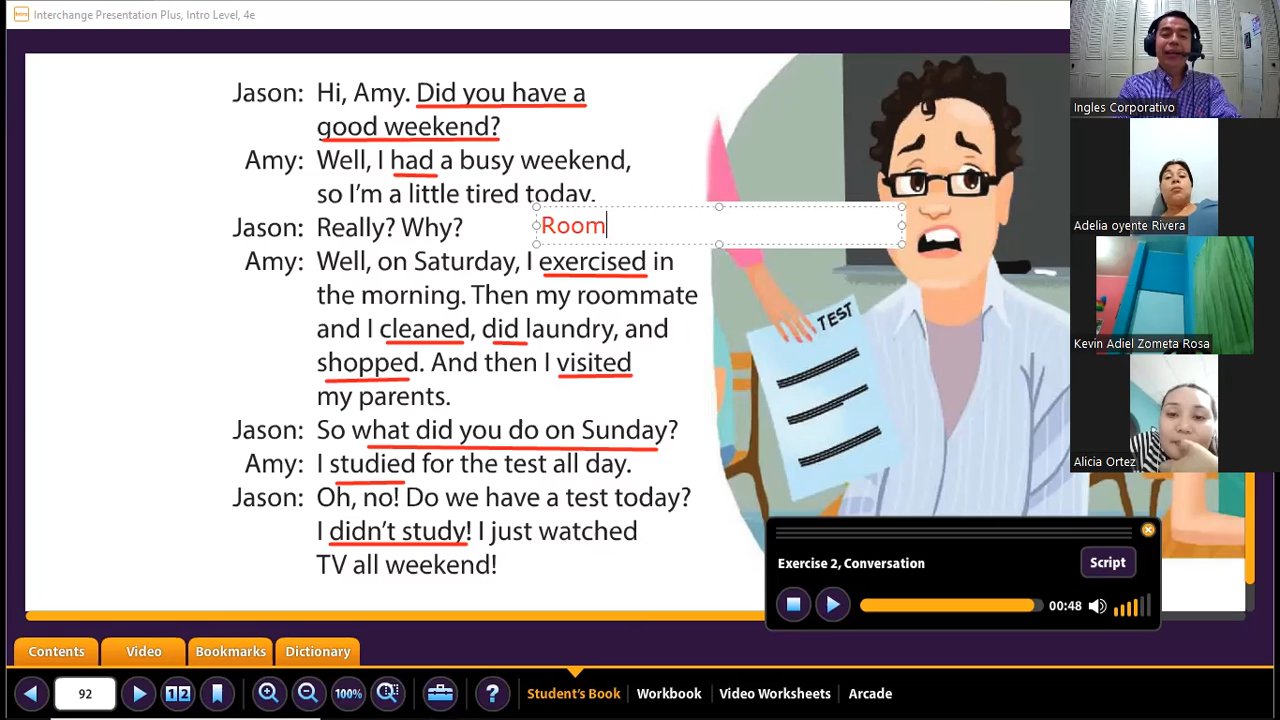 Interchange Presentation Plus, Intro Level, 4e
Jason: Hi, Amy. Did you have a
good weekend?
Amy: Well, I had a busy weekend,
so I'm a little tired today.
Jason: Really? Why?
Room
Amy: Well, on Saturday, I exercised in
the morning. Then my roommate
and I cleaned, did laundry, and
shopped. And then I visited
my parents.
Jason: So what did you do on Sunday?
Amy: I studied for the test all day.
Jason: Oh, no! Do we have a test today?
I didn't study! I just watched
TV all weekend!
TEST
Ingles Corporativo
Adelia oyente Rivera
Kevin Adiel Zometa Rosa
Alicia Ortez
Exercise 2, Conversation
Script
00:48
Contents Video Bookmarks Dictionary
92 1 2 100% ? Student's Book Workbook Video Worksheets Arcade